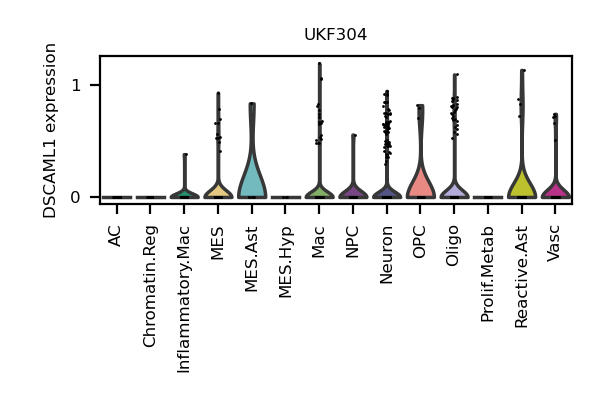 UKF304
DSCAML1 expression
1
0
AC
Chromatin.Reg
Inflammatory.Mac
MES
MES.Ast
MES.Hyp
Mac
NPC
Neuron
OPC
Oligo
Prolif.Metab
Reactive.Ast
Vasc